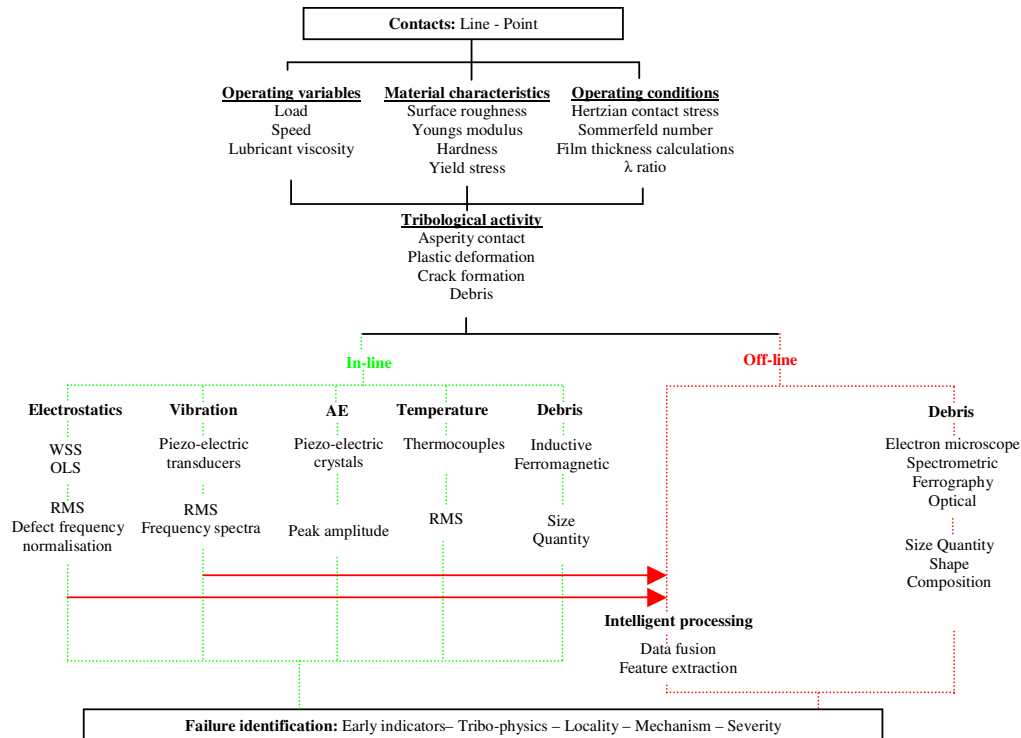 Contacts: Line - Point
Operating variables
Load
Speed
Lubricant viscosity
Material characteristics
Surface roughness
Youngs modulus
Hardness
Yield stress
Operating conditions
Hertzian contact stress
Sommerfeld number
Film thickness calculations
λ ratio
Tribological activity
Asperity contact
Plastic deformation
Crack formation
Debris
In-line
Off-line
Electrostatics
WSS
OLS
RMS
Defect frequency
normalisation
Vibration
Piezo-electric
transducers
RMS
Frequency spectra
AE
Piezo-electric
crystals
Peak amplitude
Temperature
Thermocouples
RMS
Debris
Inductive
Ferromagnetic
Size
Quantity
Debris
Electron microscope
Spectrometric
Ferrography
Optical
Size Quantity
Shape
Composition
Intelligent processing
Data fusion
Feature extraction
Failure identification: Early indicators– Tribo-physics – Locality – Mechanism – Severity